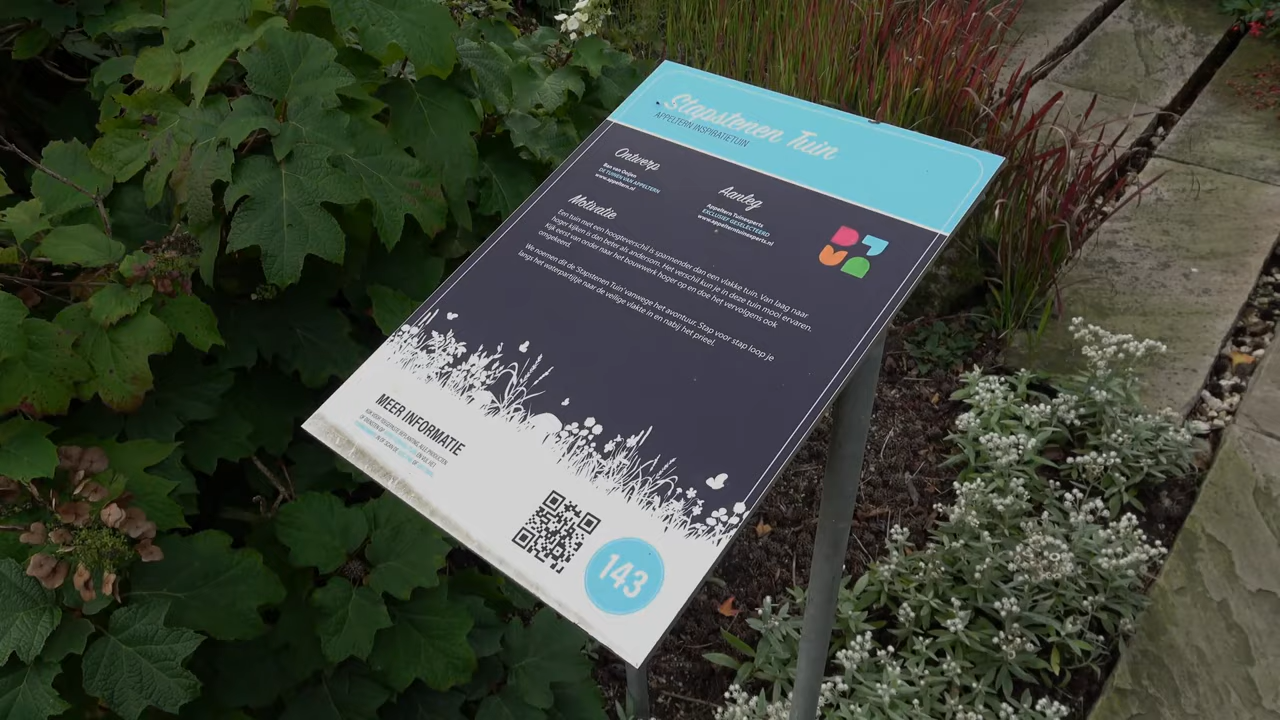 Stapstenen Tuin
APPELTERN INSPIRATIETUIN
Ontwerp
Ben van Ooijen
DE TUINEN VAN APPELTERN
www.appeltern.nl
Aanleg
Appeltern Tuinexperts
EXCLUSIEF GESELECTEERD
www.appelterntuinexperts.nl
Motivatie
Een tuin met een hoogteverschil is spannender dan een vlakke tuin. Van laag naar
hoger kijken is dan beter als andersom. Het verschil kun je in deze tuin mooi ervaren.
Kijk eerst van onder naar het bouwwerk hoger op en doe het vervolgens ook
omgekeerd.
We noemen dit de 'Stapstenen Tuin' vanwege het avontuur. Stap voor stap loop je
langs het waterpartijtje naar de veilige vlakte in en nabij het prieel.
MEER INFORMATIE
143